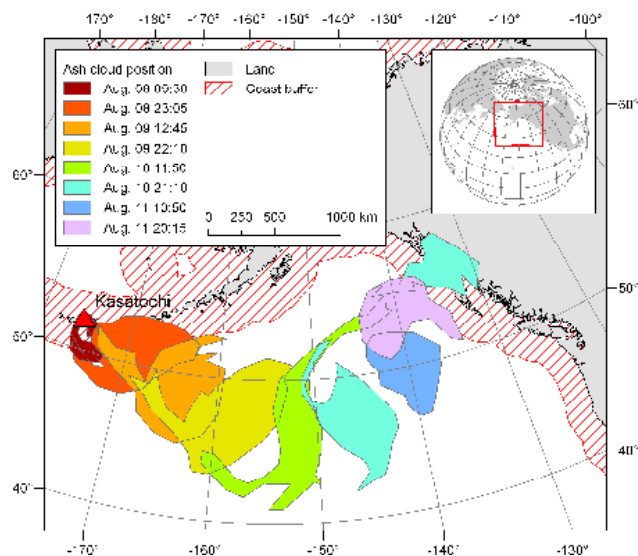 170° 180° -170° -160° -150° -140° -130° -120° -110° -100°
Ash cloud position
Aug. 08 09:30
Aug. 08 23:05
Aug. 09 12:45
Aug. 09 22:10
Aug. 10 11:50
Aug. 10 21:10
Aug. 11 10:50
Aug. 11 20:15
Land
Coast buffer
0 250 500 1000 km
60° 60°
Kasatochi
50° 50°
40° 40°
-170° -160° -150° -140° -130°